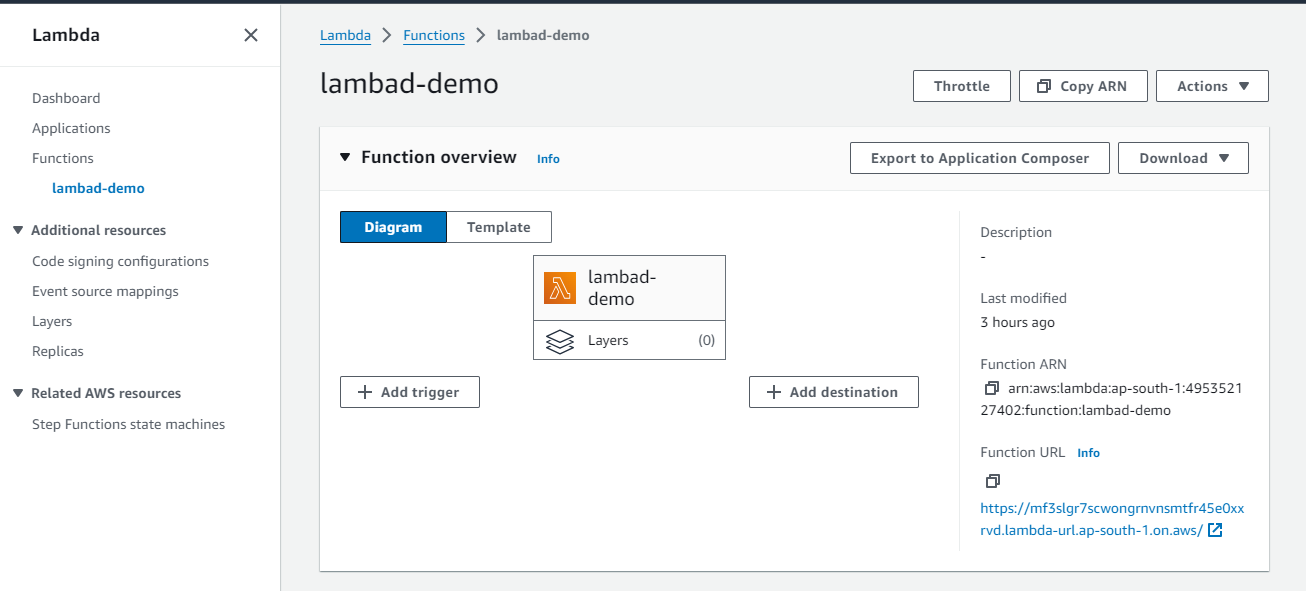 Lambda
Dashboard
Applications
Functions
lambad-demo
Additional resources
Code signing configurations
Event source mappings
Layers
Replicas
Related AWS resources
Step Functions state machines
Lambda Functions lambad-demo
lambad-demo
Throttle Copy ARN Actions
Function overview Info
Export to Application Composer Download
Diagram Template
lambad-
demo
Layers (0)
Add trigger
Add destination
Description
-
Last modified
3 hours ago
Function ARN
arn:aws:lambda:ap-south-1:4953521
27402:function:lambad-demo
Function URL Info
https://mf3slgr7scwongrnvnsmtfr45e0xx
rvd.lambda-url.ap-south-1.on.aws/